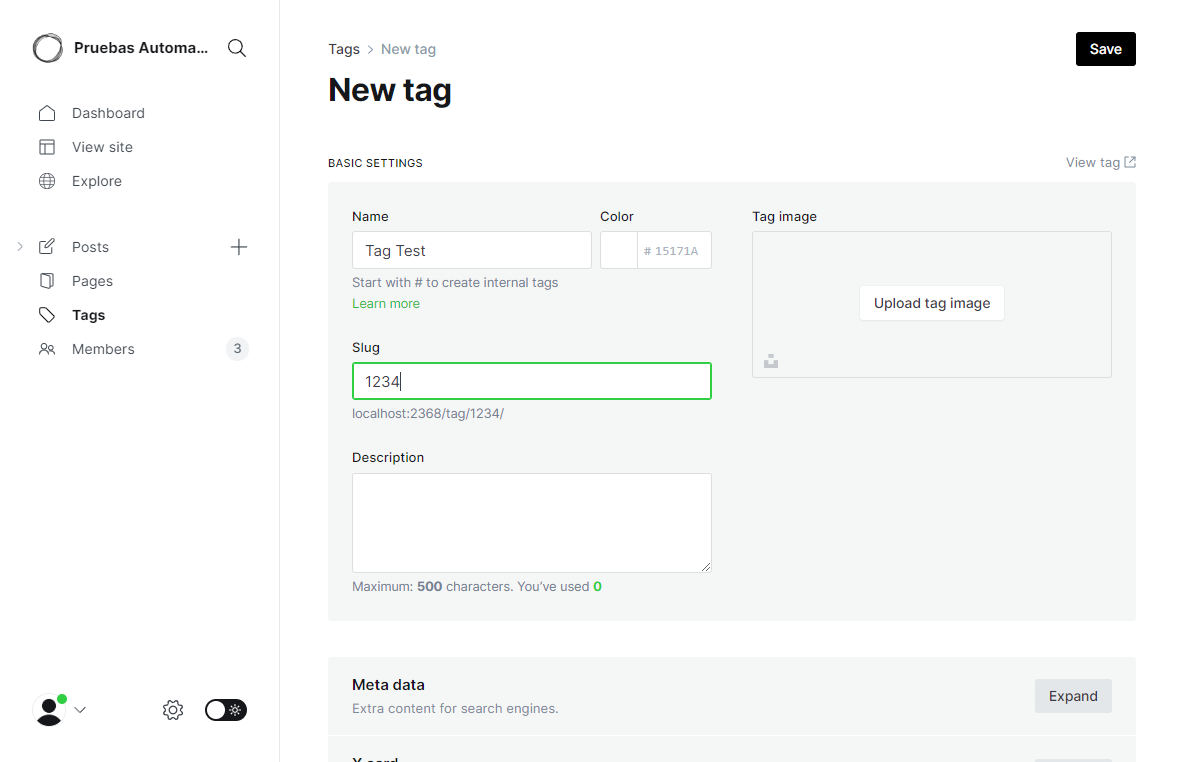 Pruebas Automa...
Dashboard
View site
Explore
Posts
Pages
Tags
Members 3
Tags > New tag
Save
New tag
BASIC SETTINGS
View tag
Name
Color
Tag image
Tag Test
# 15171A
Start with # to create internal tags
Learn more
Upload tag image
Slug
1234
localhost:2368/tag/1234/
Description
Maximum: 500 characters. You’ve used 0
Meta data
Extra content for search engines.
Expand
X card